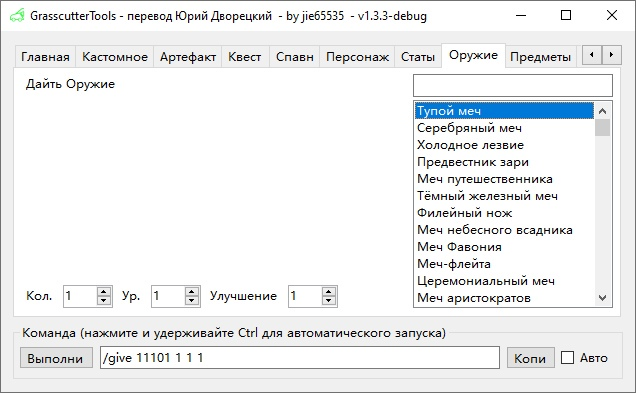 GrasscutterTools - перевод Юрий Дворецкий - by jie65535 - v1.3.3-debug
Главная Кастомное Артефакт Квест Спавн Персонаж Статы Оружие Предметы
Дайть Оружие
Тупой меч
Серебряный меч
Холодное лезвие
Предвестник зари
Меч путешественника
Тёмный железный меч
Филейный нож
Меч небесного всадника
Меч Фавония
Меч-флейта
Церемониальный меч
Меч аристократов
Кол. 1 Ур. 1 Улучшение 1
Команда (нажмите и удерживайте Ctrl для автоматического запуска)
Выполни /give 11101 1 1 1 Копи Авто